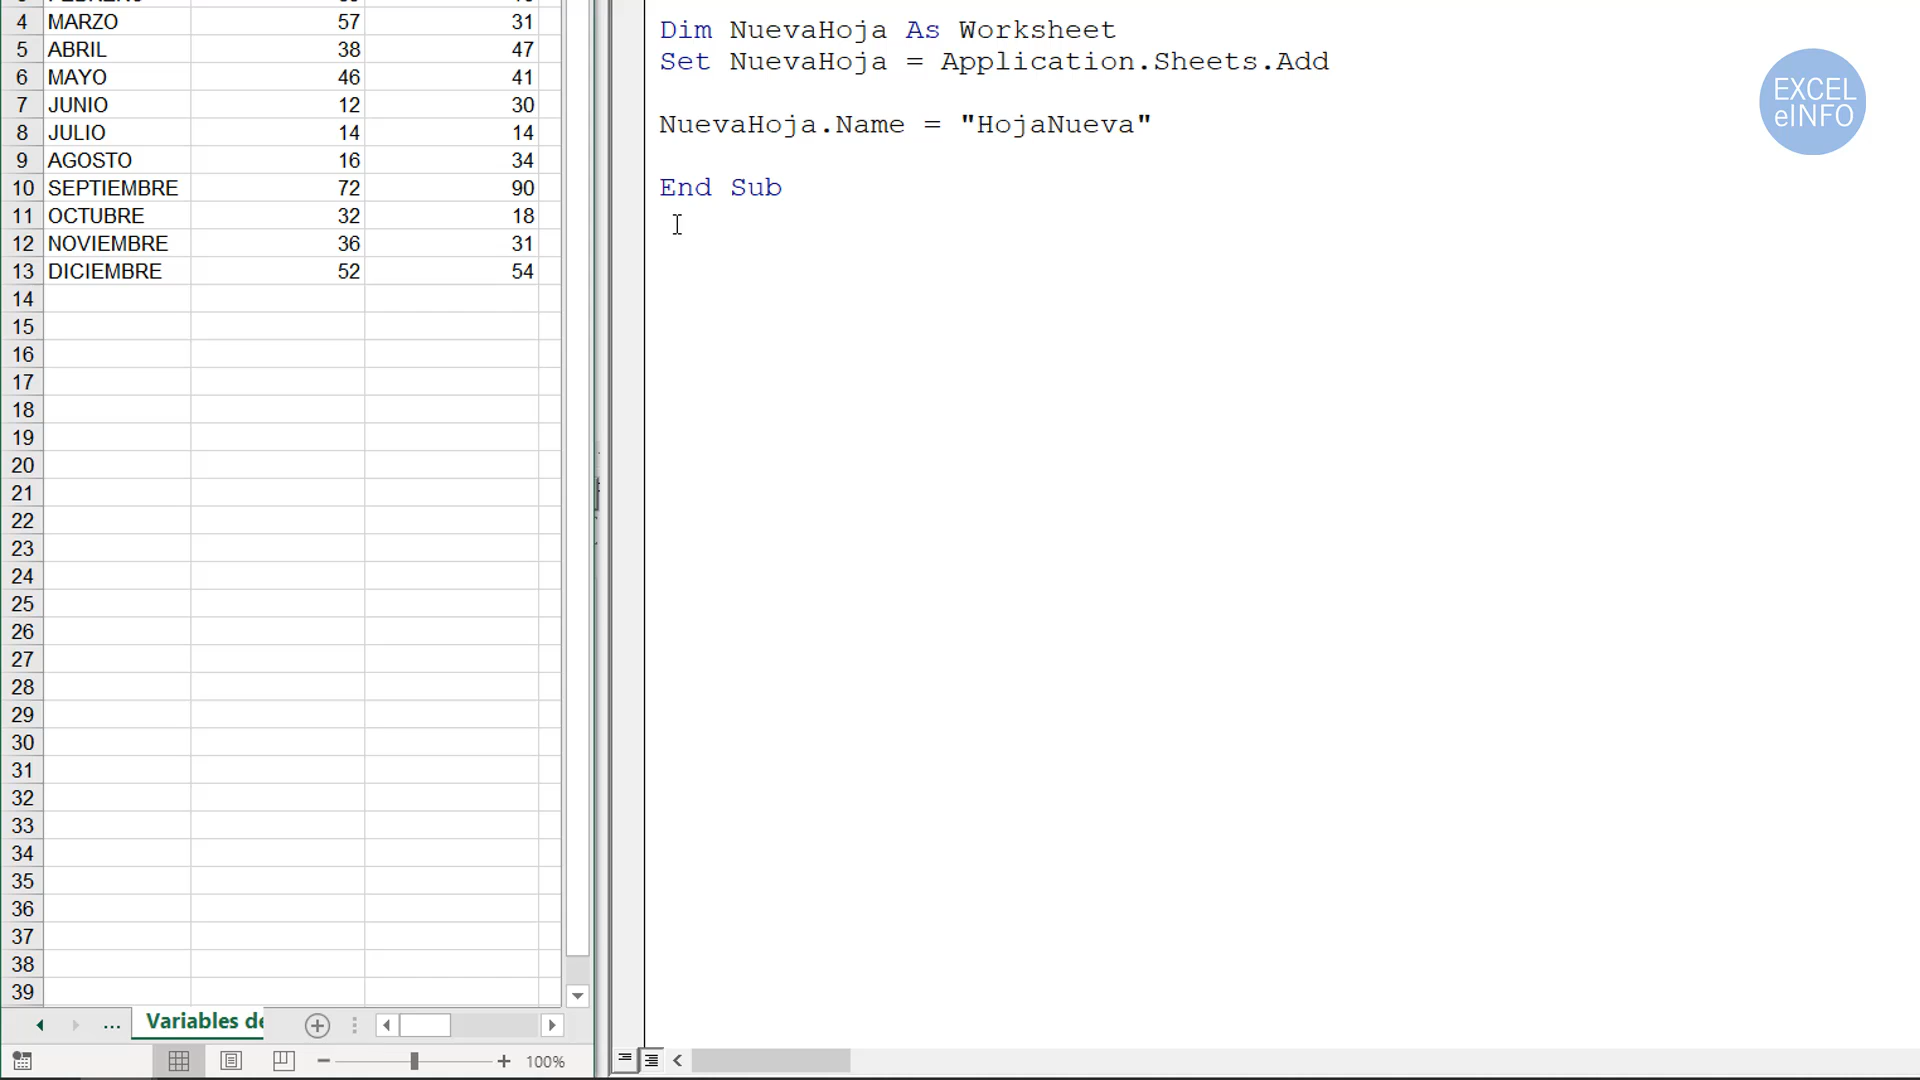 4 MARZO 57 31
5 ABRIL 38 47
6 MAYO 46 41
7 JUNIO 12 30
8 JULIO 14 14
9 AGOSTO 16 34
10 SEPTIEMBRE 72 90
11 OCTUBRE 32 18
12 NOVIEMBRE 36 31
13 DICIEMBRE 52 54
14
15
16
17
18
19
20
21
22
23
24
25
26
27
28
29
30
31
32
33
34
35
36
37
38
39
... Variables de
100%
Dim NuevaHoja As Worksheet
Set NuevaHoja = Application.Sheets.Add
NuevaHoja.Name = "HojaNueva"
End Sub
EXCEL
eINFO